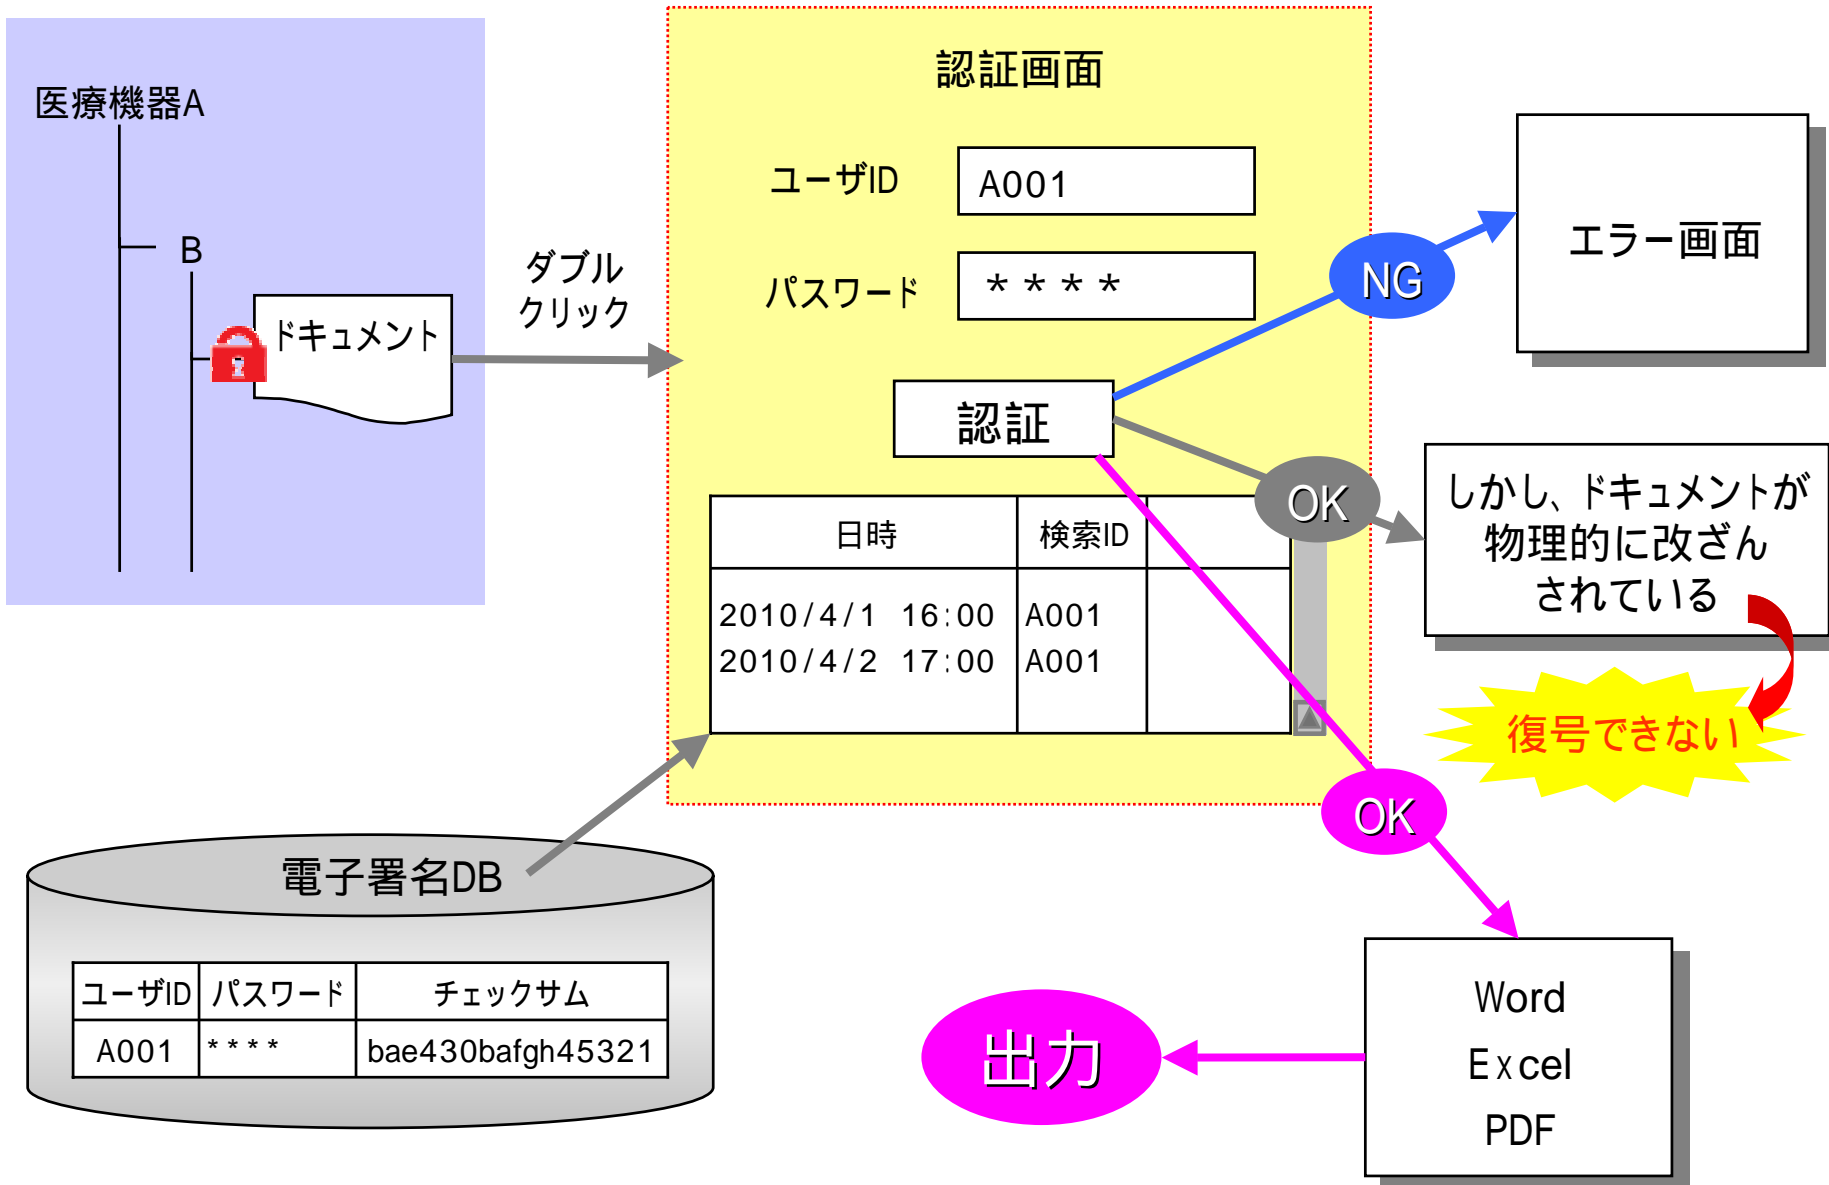 医療機器A
B
ドキュメント
ダブル
クリック
認証画面
ユーザID
A001
パスワード
****
認証
日時 検索ID
2010/4/1 16:00 A001
2010/4/2 17:00 A001
NG
エラー画面
OK
しかし、ドキュメントが
物理的に改ざん
されている
復号できない
OK
Word
Excel
PDF
出力
電子署名DB
ユーザID パスワード チェックサム
A001 **** bae430bafgh45321